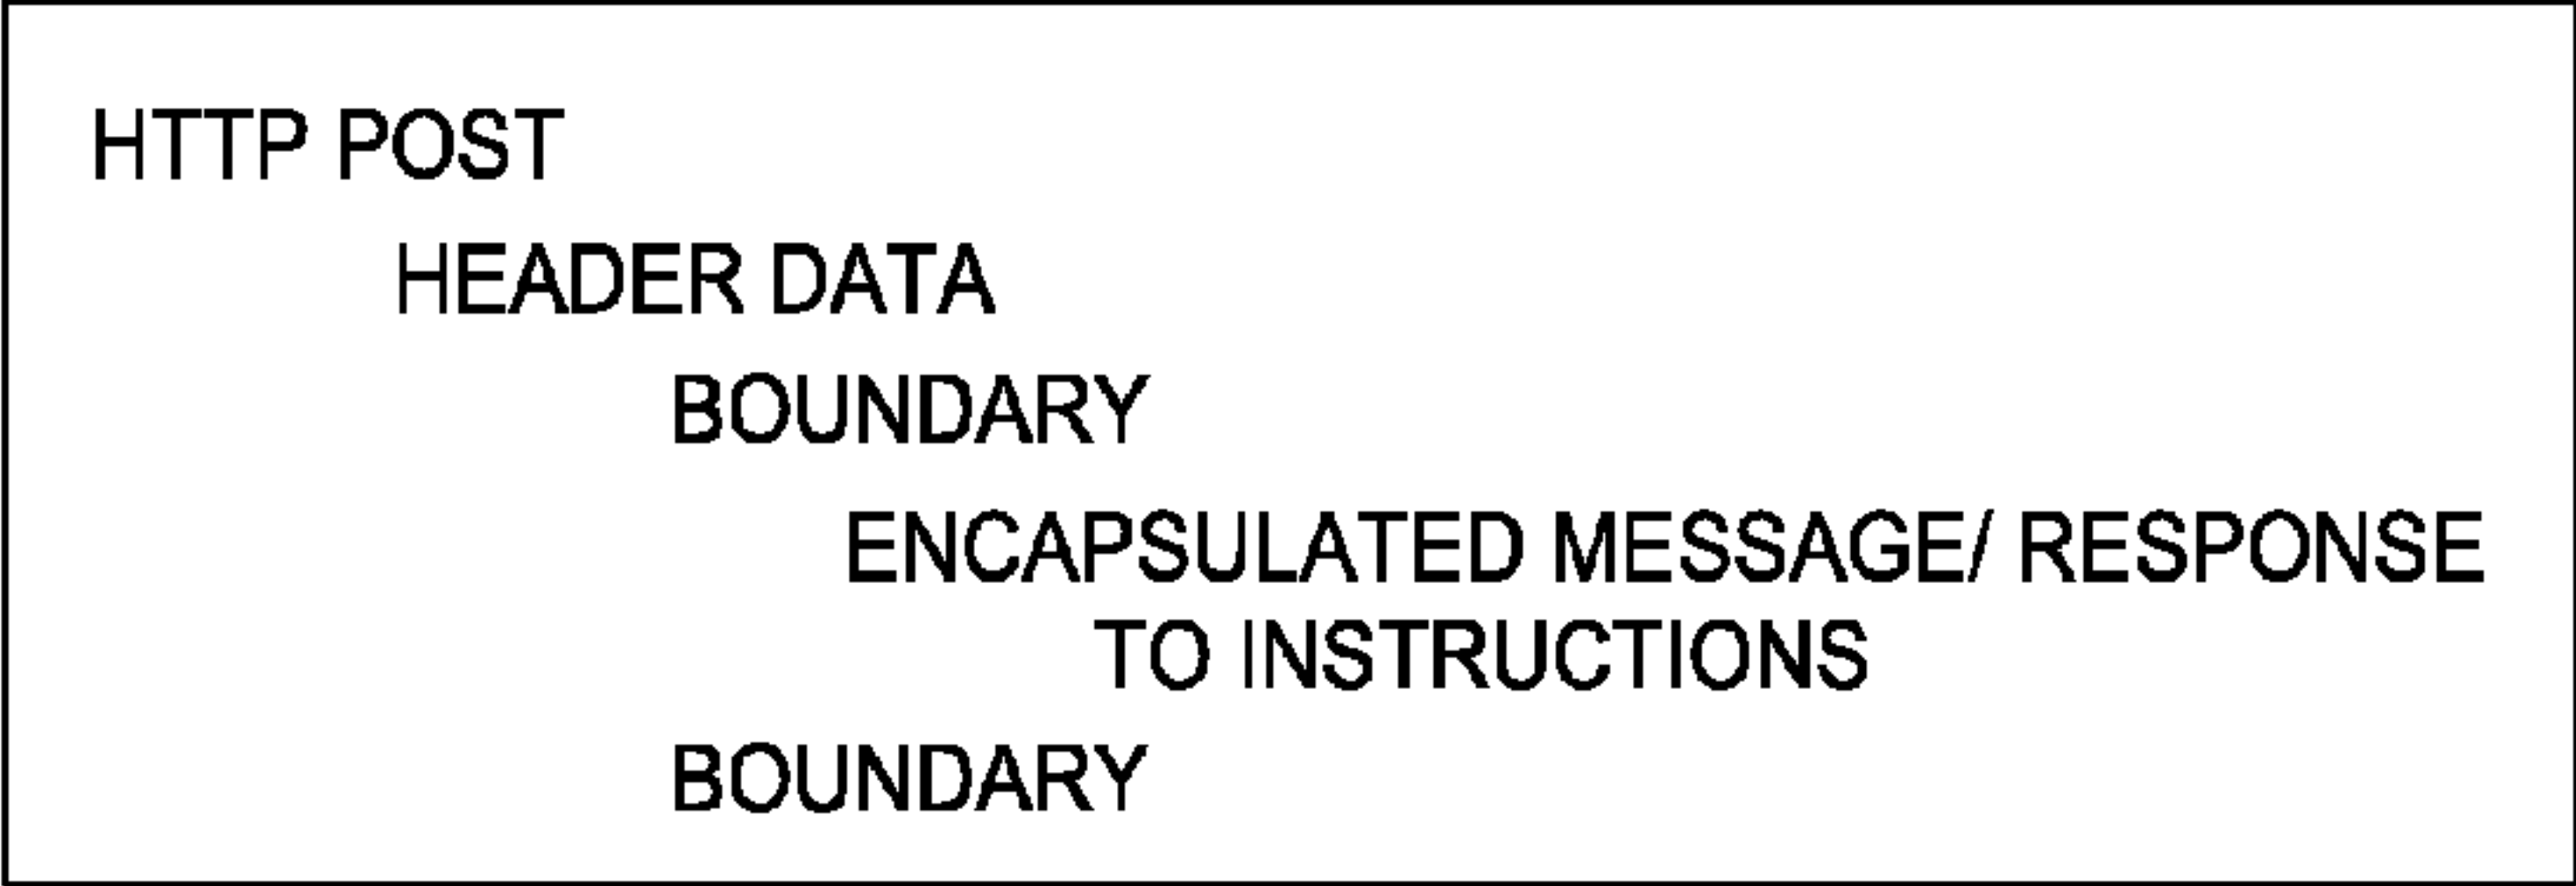 HTTP POST
HEADER DATA
BOUNDARY
ENCAPSULATED MESSAGE/ RESPONSE
TO INSTRUCTIONS
BOUNDARY